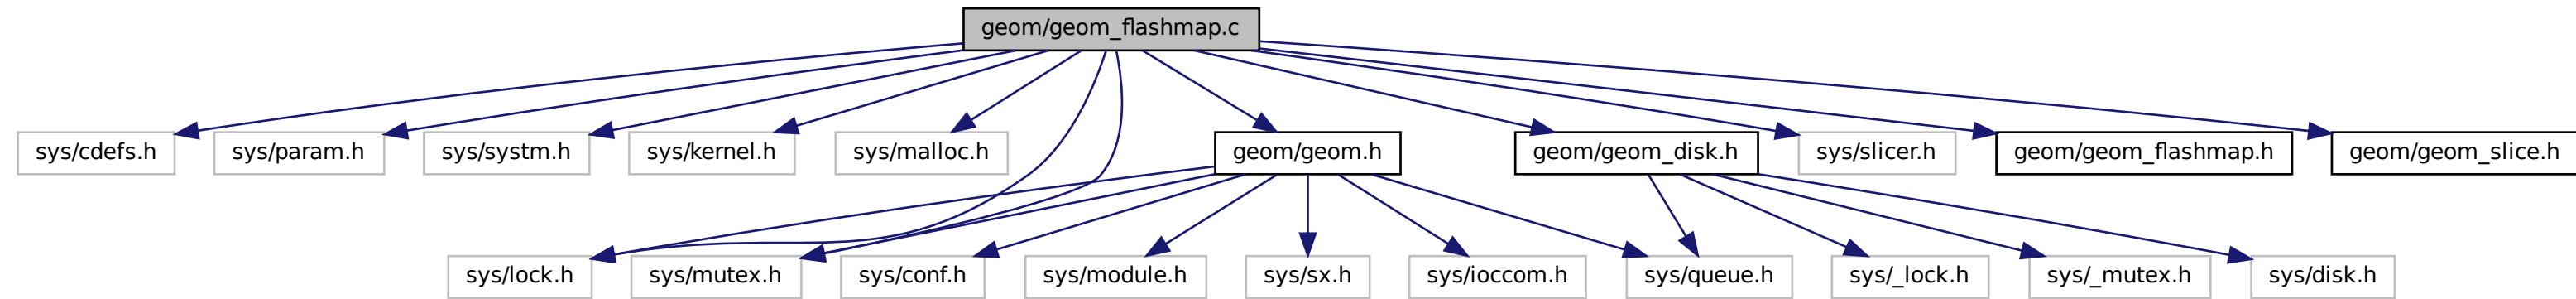 geom/geom_flashmap.c
sys/cdefs.h
sys/param.h
sys/systm.h
sys/kernel.h
sys/malloc.h
geom/geom.h
geom/geom_disk.h
sys/slicer.h
geom/geom_flashmap.h
geom/geom_slice.h
sys/lock.h
sys/mutex.h
sys/conf.h
sys/module.h
sys/sx.h
sys/ioccom.h
sys/queue.h
sys/_lock.h
sys/_mutex.h
sys/disk.h